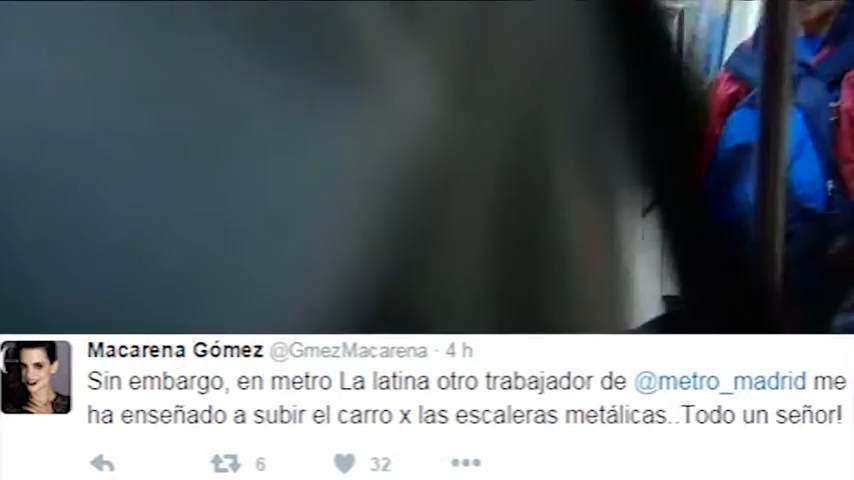 Macarena Gómez @GmezMacarena · 4 h
Sin embargo, en metro La latina otro trabajador de @metro_madrid me
ha enseñado a subir el carro x las escaleras metálicas..Todo un señor!
6 32